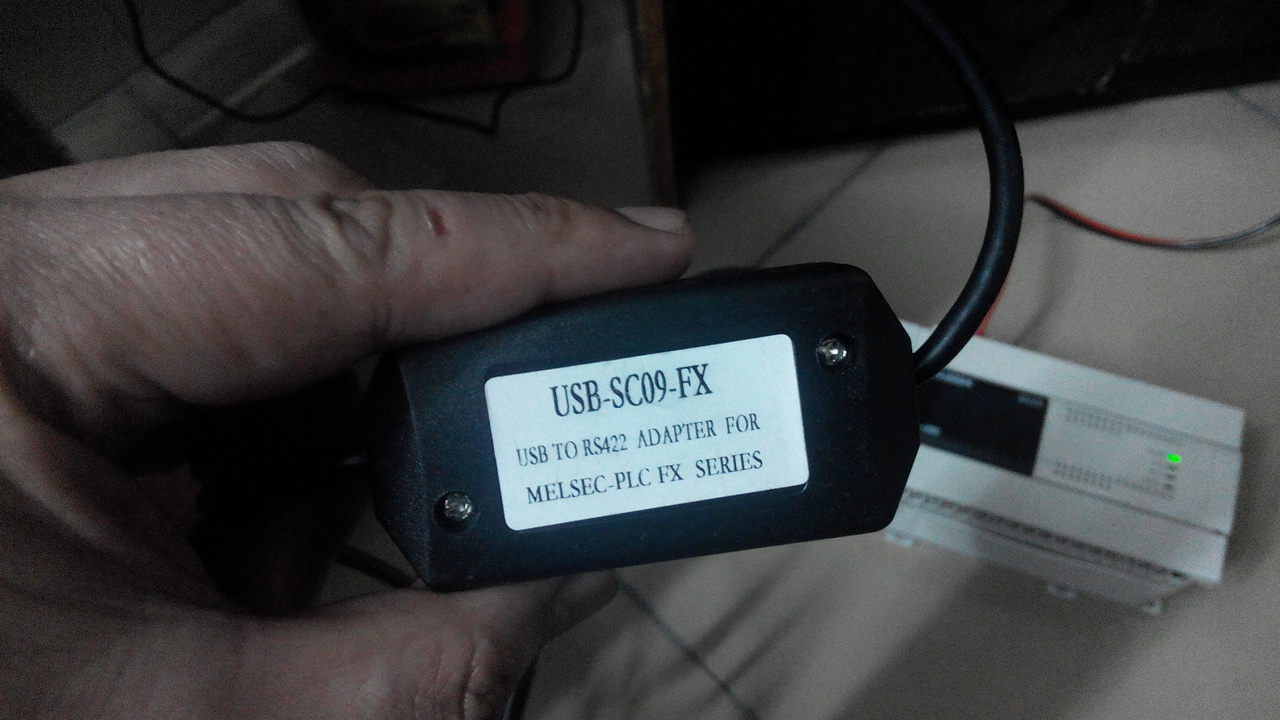 USB-SC09-FX
USB TO RS422 ADAPTER FOR
MELSEC-PLC FX SERIES